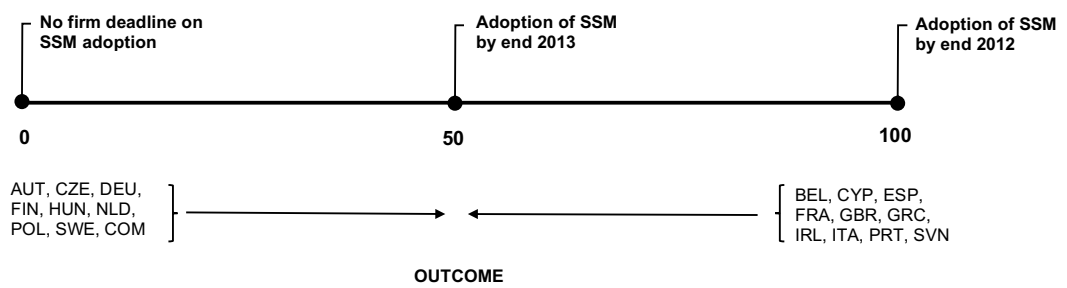 No firm deadline on
SSM adoption
Adoption of SSM
by end 2013
Adoption of SSM
by end 2012
0
50
100
AUT, CZE, DEU,
FIN, HUN, NLD,
POL, SWE, COM
BEL, CYP, ESP,
FRA, GBR, GRC,
IRL, ITA, PRT, SVN
OUTCOME